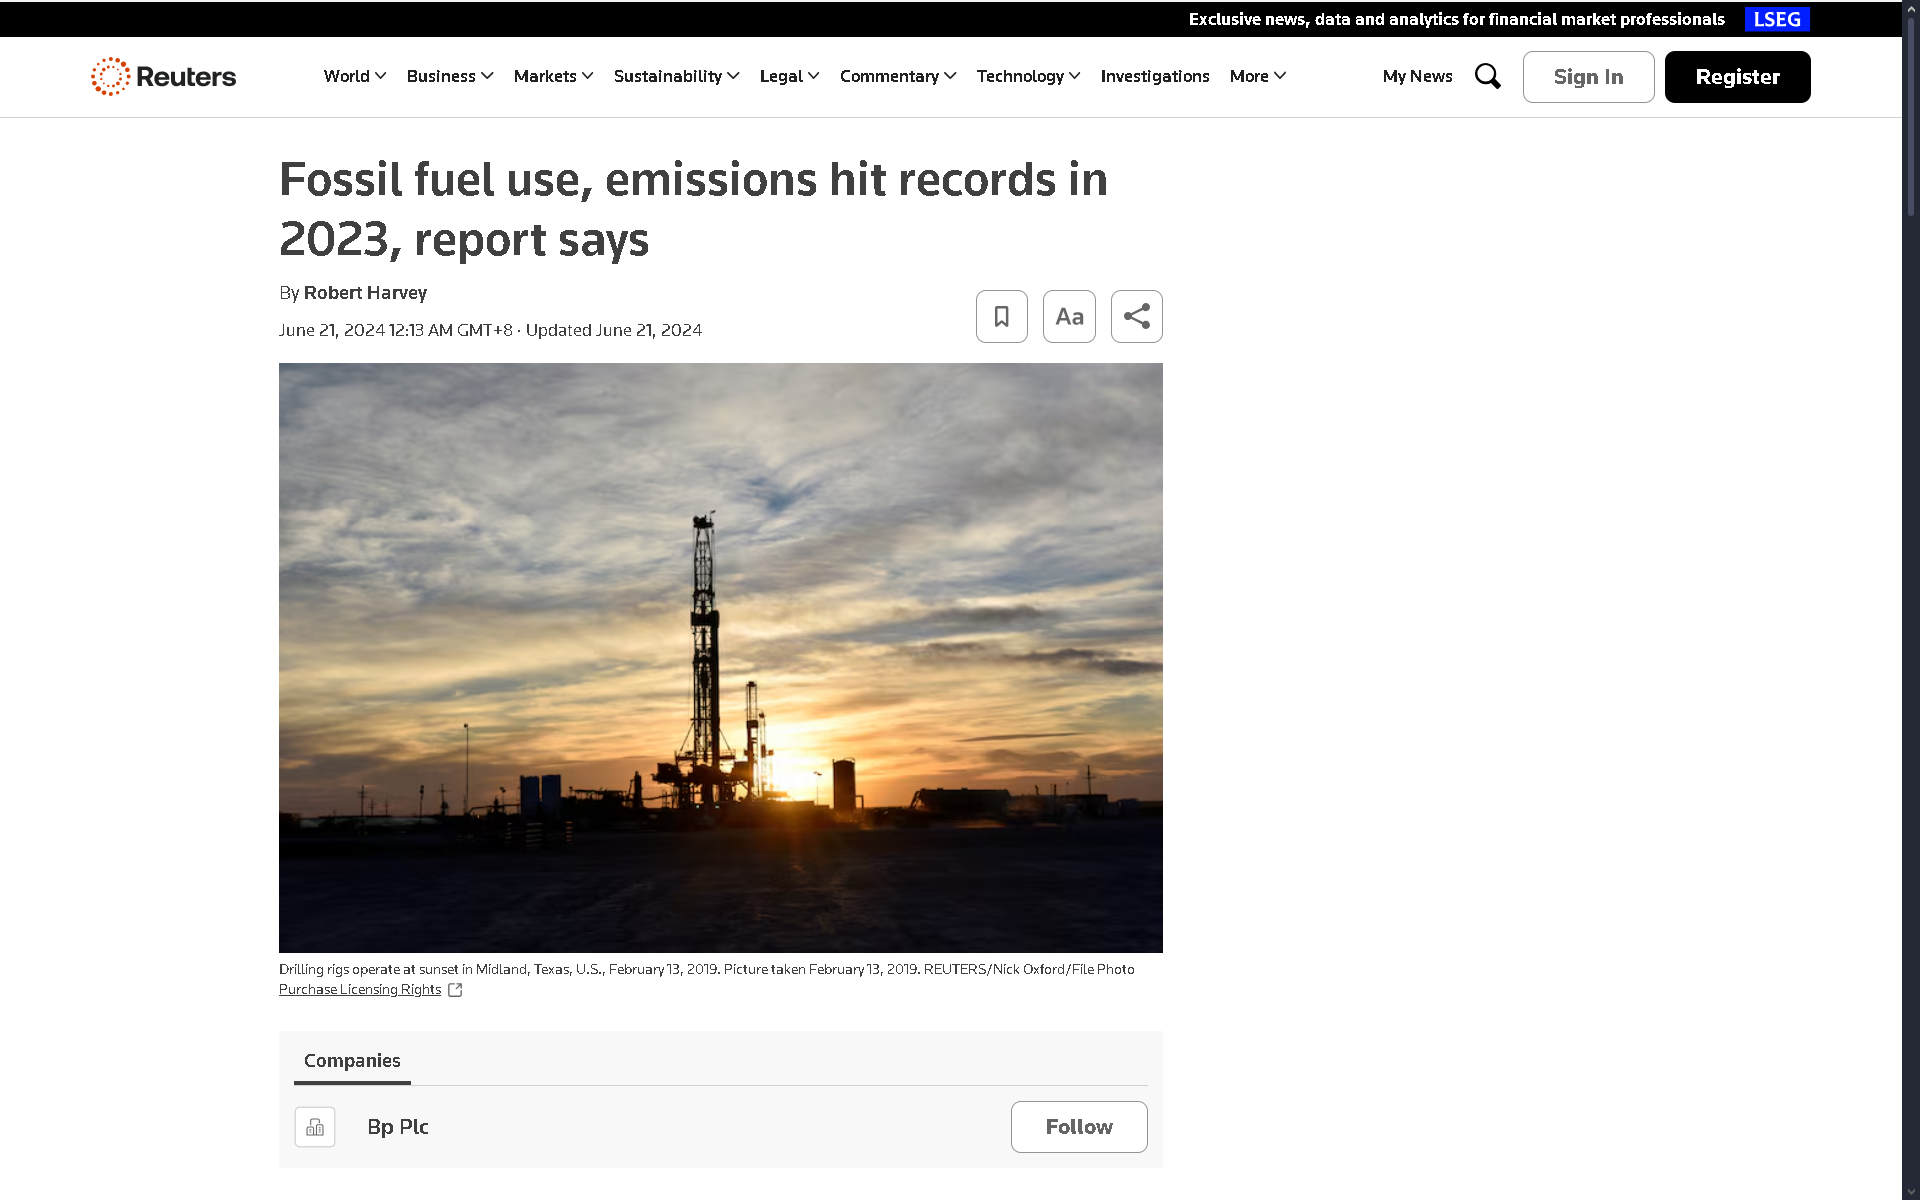 Exclusive news, data and analytics for financial market professionals LSEG
Reuters World Business Markets Sustainability Legal Commentary Technology Investigations More My News Sign In Register
Fossil fuel use, emissions hit records in
2023, report says
By Robert Harvey
June 21, 2024 12:13 AM GMT+8 · Updated June 21, 2024
Aa
Drilling rigs operate at sunset in Midland, Texas, U.S., February 13, 2019. Picture taken February 13, 2019. REUTERS/Nick Oxford/File Photo
Purchase Licensing Rights
Companies
Bp Plc Follow